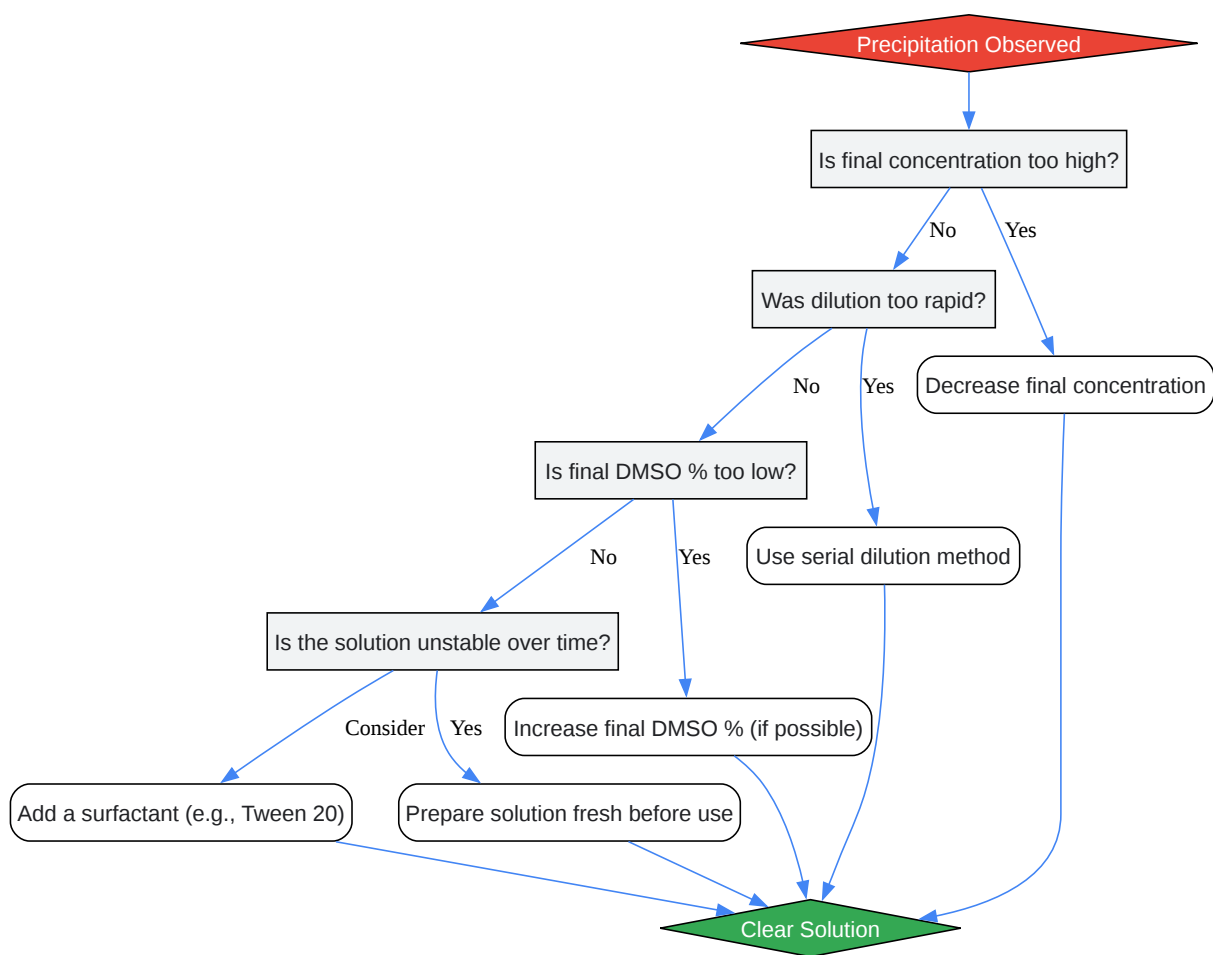 Precipitation Observed
Is final concentration too high?
No
Yes
Was dilution too rapid?
Decrease final concentration
No
Yes
Is final DMSO % too low?
Use serial dilution method
No
Yes
Is the solution unstable over time?
Increase final DMSO % (if possible)
Consider
Yes
Add a surfactant (e.g., Tween 20)
Prepare solution fresh before use
Clear Solution